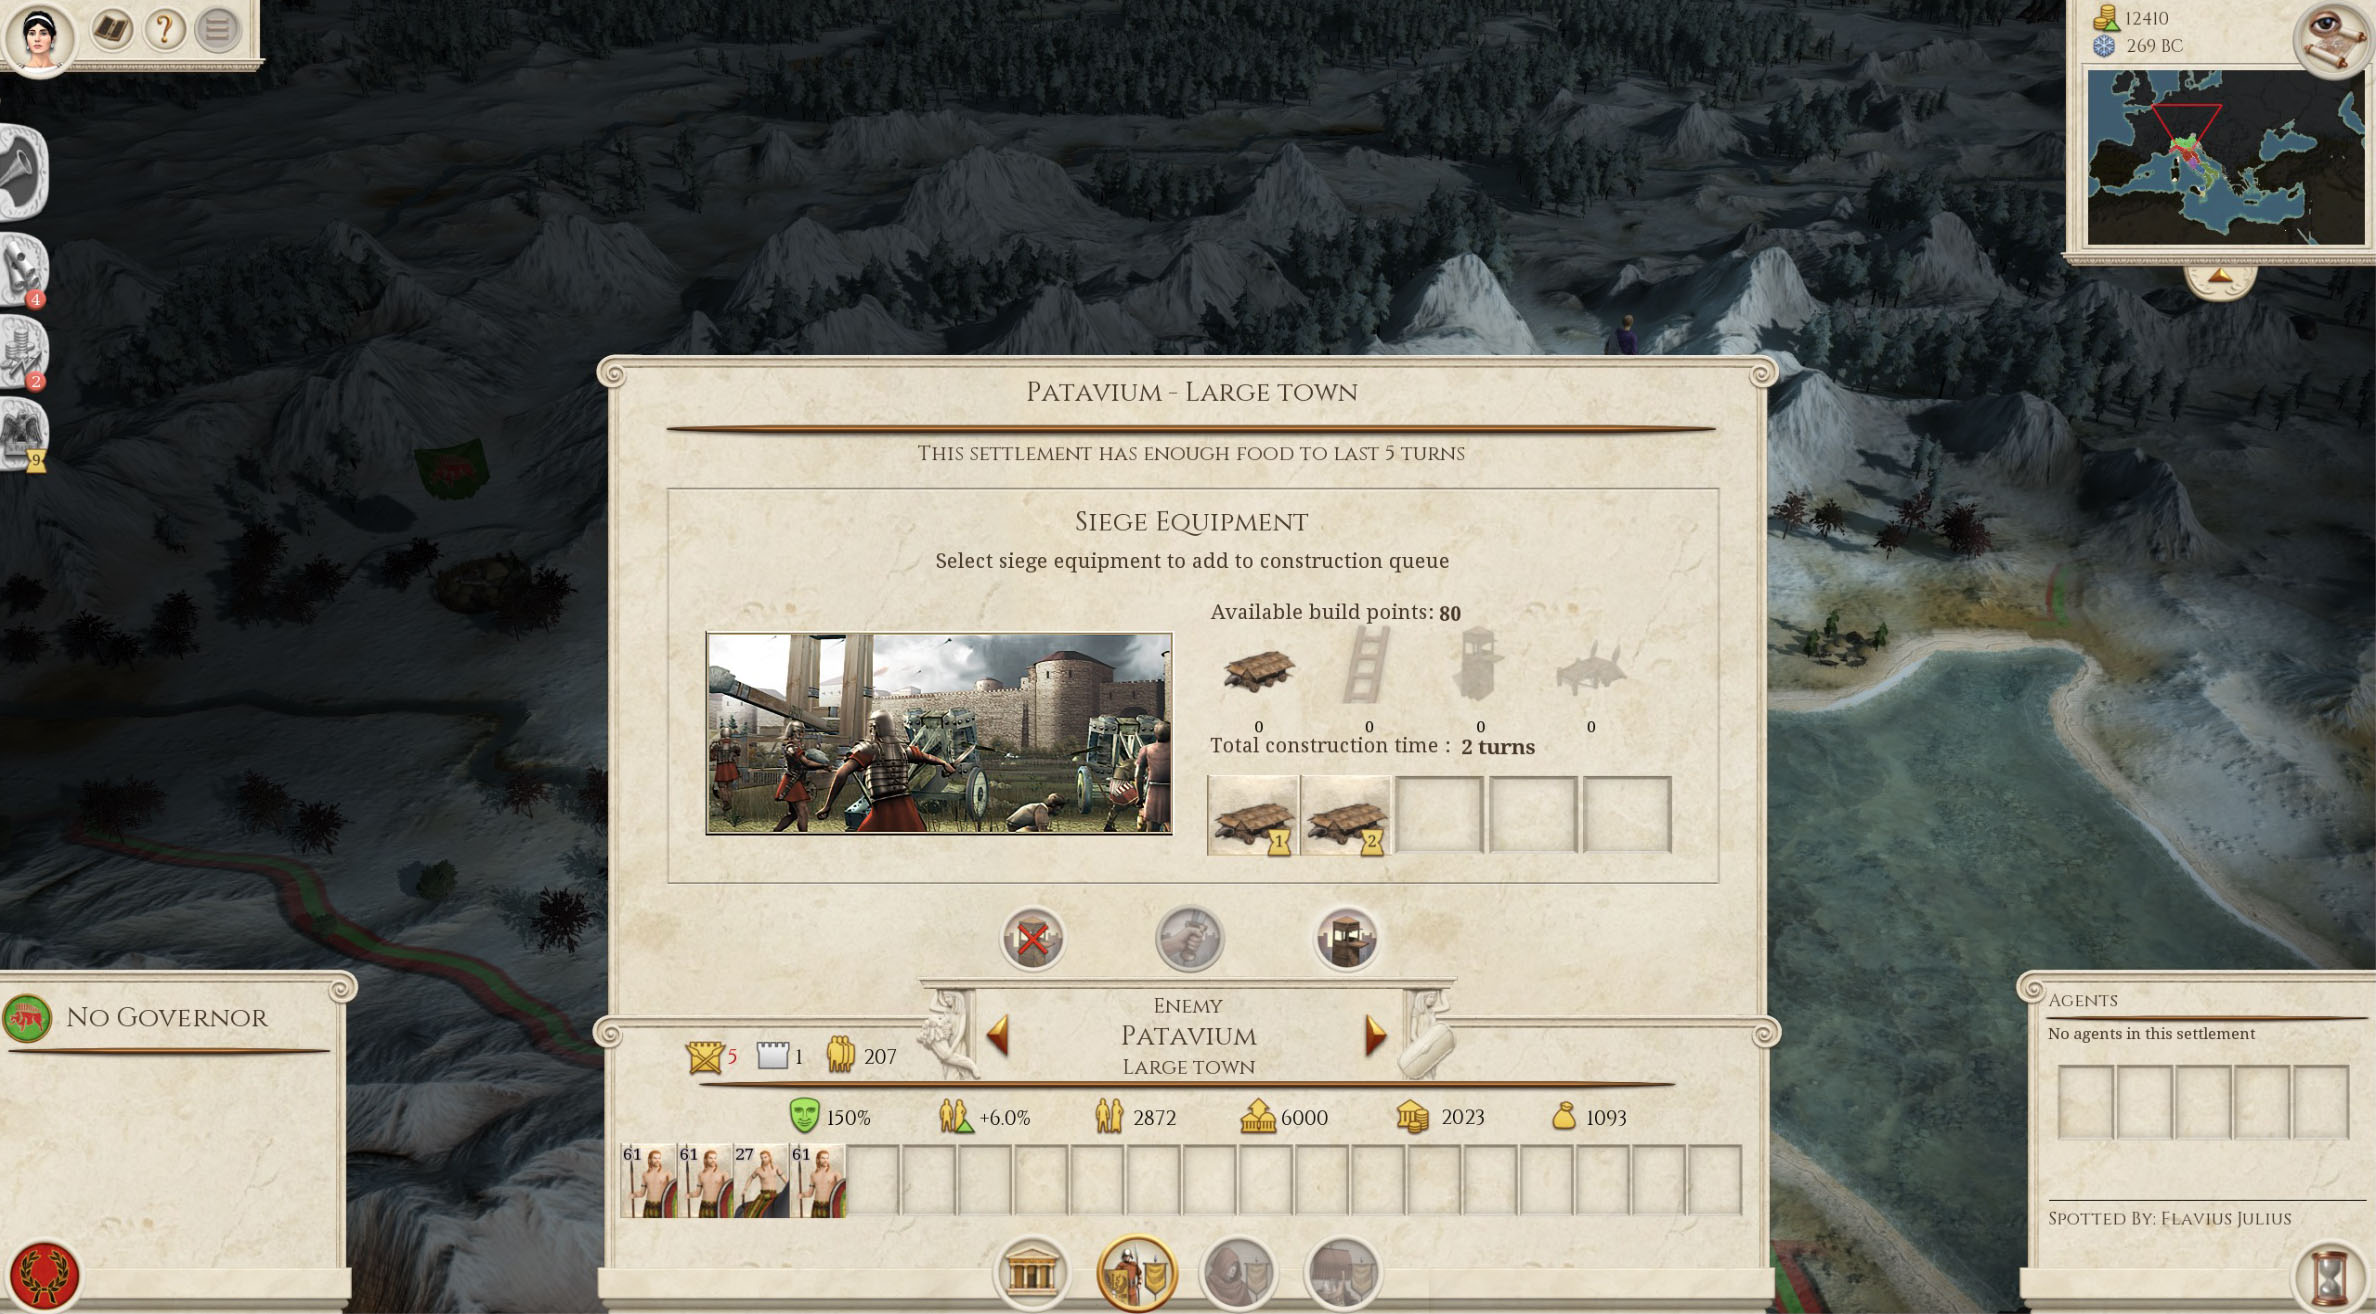 12410
269 BC
4
2
9
Patavium - Large town
This settlement has enough food to last 5 turns
Siege Equipment
Select siege equipment to add to construction queue
Available build points: 80
0 0 0 0
Total construction time : 2 turns
1 2
No Governor
Enemy
Patavium
Large town
5 1 207
150% +6.0% 2872 6000 2023 1093
61 61 27 61
Agents
No agents in this settlement
Spotted By: Flavius Julius